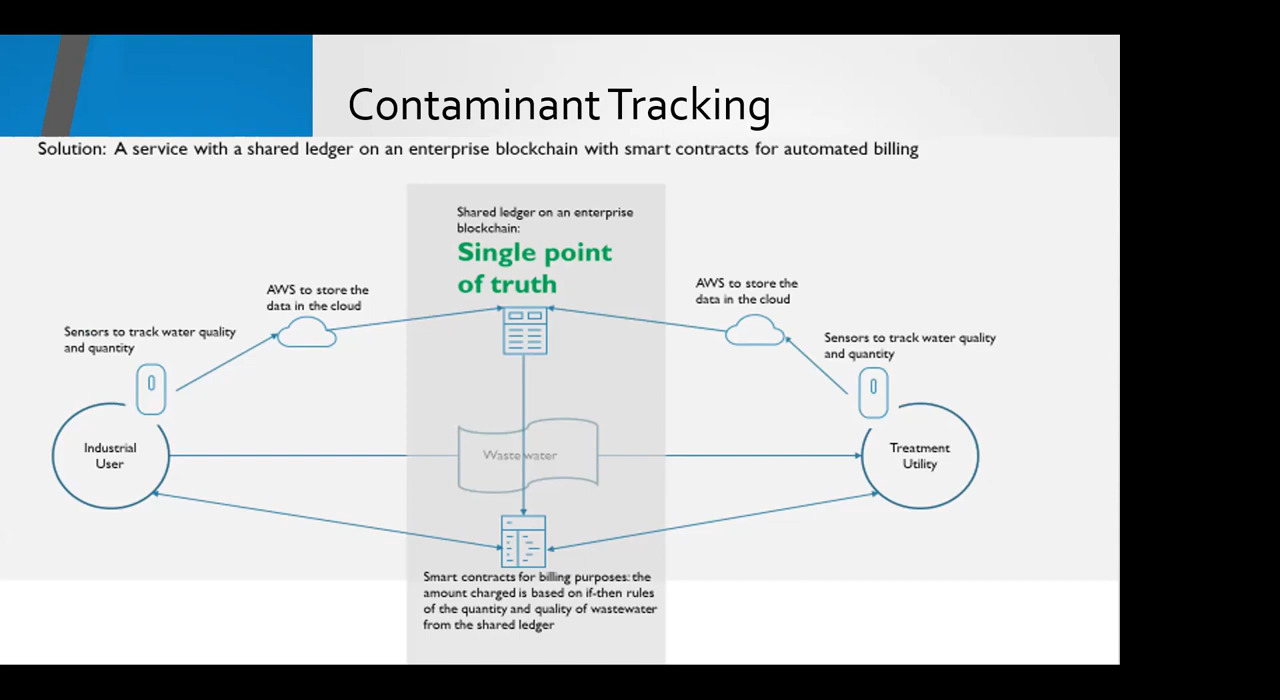 Contaminant Tracking
Solution: A service with a shared ledger on an enterprise blockchain with smart contracts for automated billing
Shared ledger on an enterprise
blockchain:
Single point
of truth
AWS to store the
data in the cloud
AWS to store the
data in the cloud
Sensors to track water quality
and quantity
Sensors to track water quality
and quantity
Industrial
User
Wastewater
Treatment
Utility
Smart contracts for billing purposes: the
amount charged is based on if-then rules
of the quantity and quality of wastewater
from the shared ledger